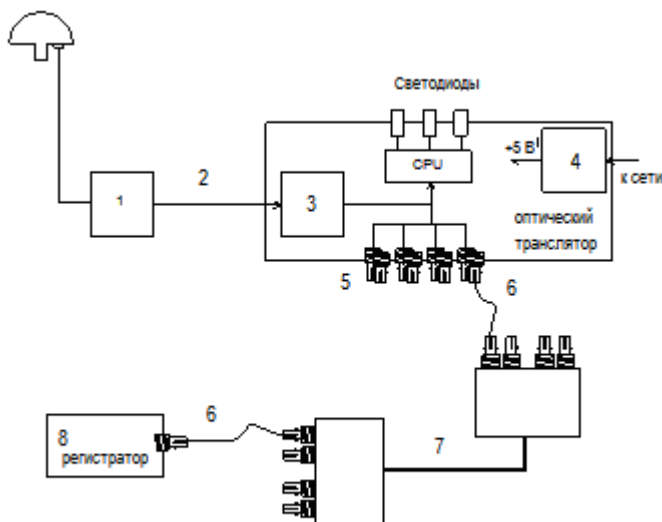 Светодиоды
CPU
+5 В
4
к сети
1
2
3
оптический
транслятор
5
6
6
7
8
регистратор